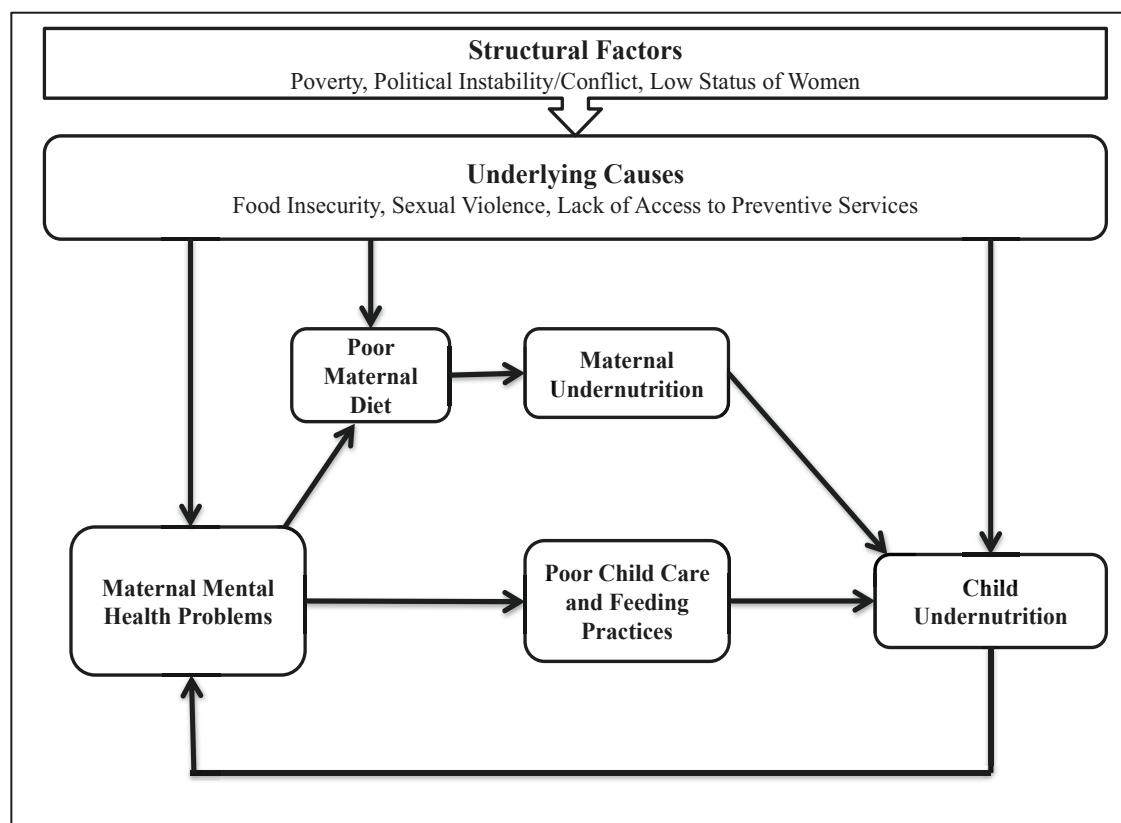 Structural Factors
Poverty, Political Instability/Conflict, Low Status of Women
Underlying Causes
Food Insecurity, Sexual Violence, Lack of Access to Preventive Services
Poor
Maternal
Diet
Maternal
Undernutrition
Maternal Mental
Health Problems
Poor Child Care
and Feeding
Practices
Child
Undernutrition